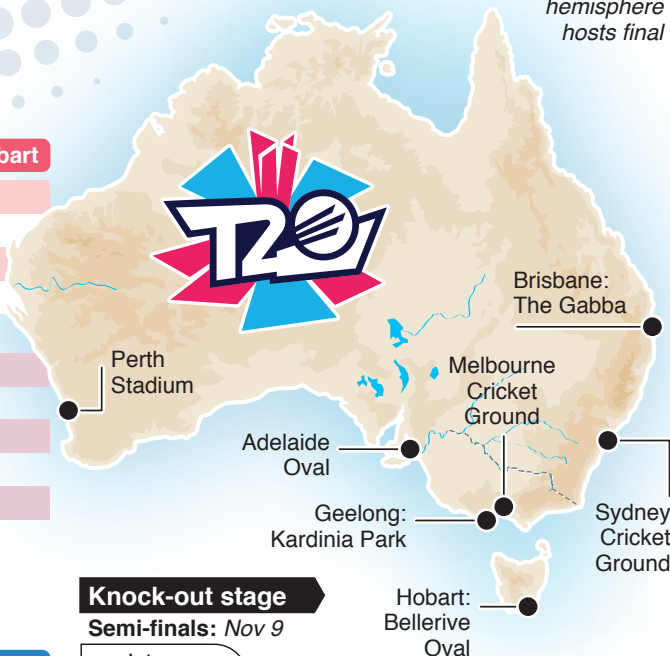 hemisphere
hosts final
bart
T20
Brisbane:
The Gabba
Perth
Stadium
Melbourne
Cricket
Ground
Adelaide
Oval
Geelong:
Kardinia Park
Sydney
Cricket
Ground
Hobart:
Bellerive
Oval
Knock-out stage
Semi-finals: Nov 9